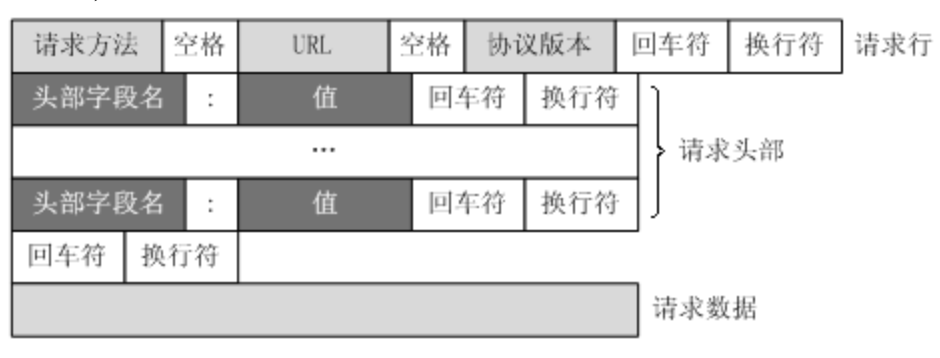 请求方法 空格 URL 空格 协议版本 回车符 换行符 请求行
头部字段名 : 值 回车符 换行符
… 请求头部
头部字段名 : 值 回车符 换行符
回车符 换行符
请求数据